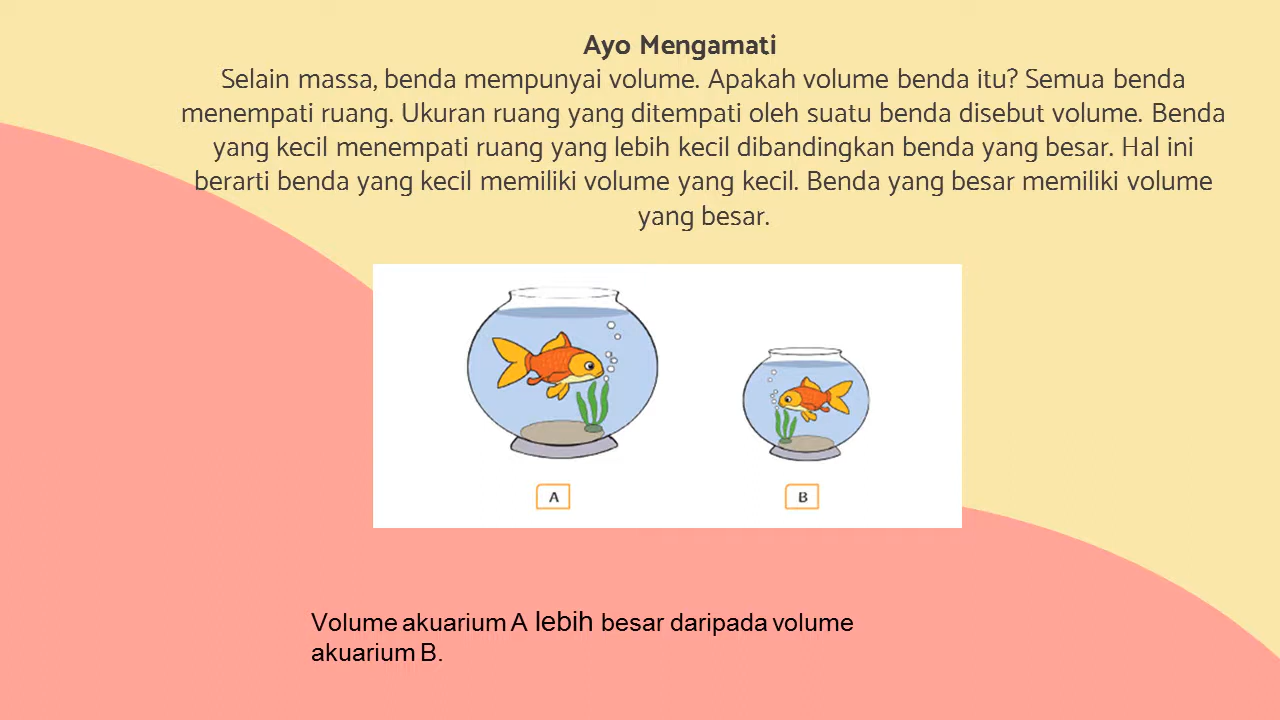 Ayo Mengamati
Selain massa, benda mempunyai volume. Apakah volume benda itu? Semua benda
menempati ruang. Ukuran ruang yang ditempati oleh suatu benda disebut volume. Benda
yang kecil menempati ruang yang lebih kecil dibandingkan benda yang besar. Hal ini
berarti benda yang kecil memiliki volume yang kecil. Benda yang besar memiliki volume
yang besar.
A
B
Volume akuarium A lebih besar daripada volume
akuarium B.